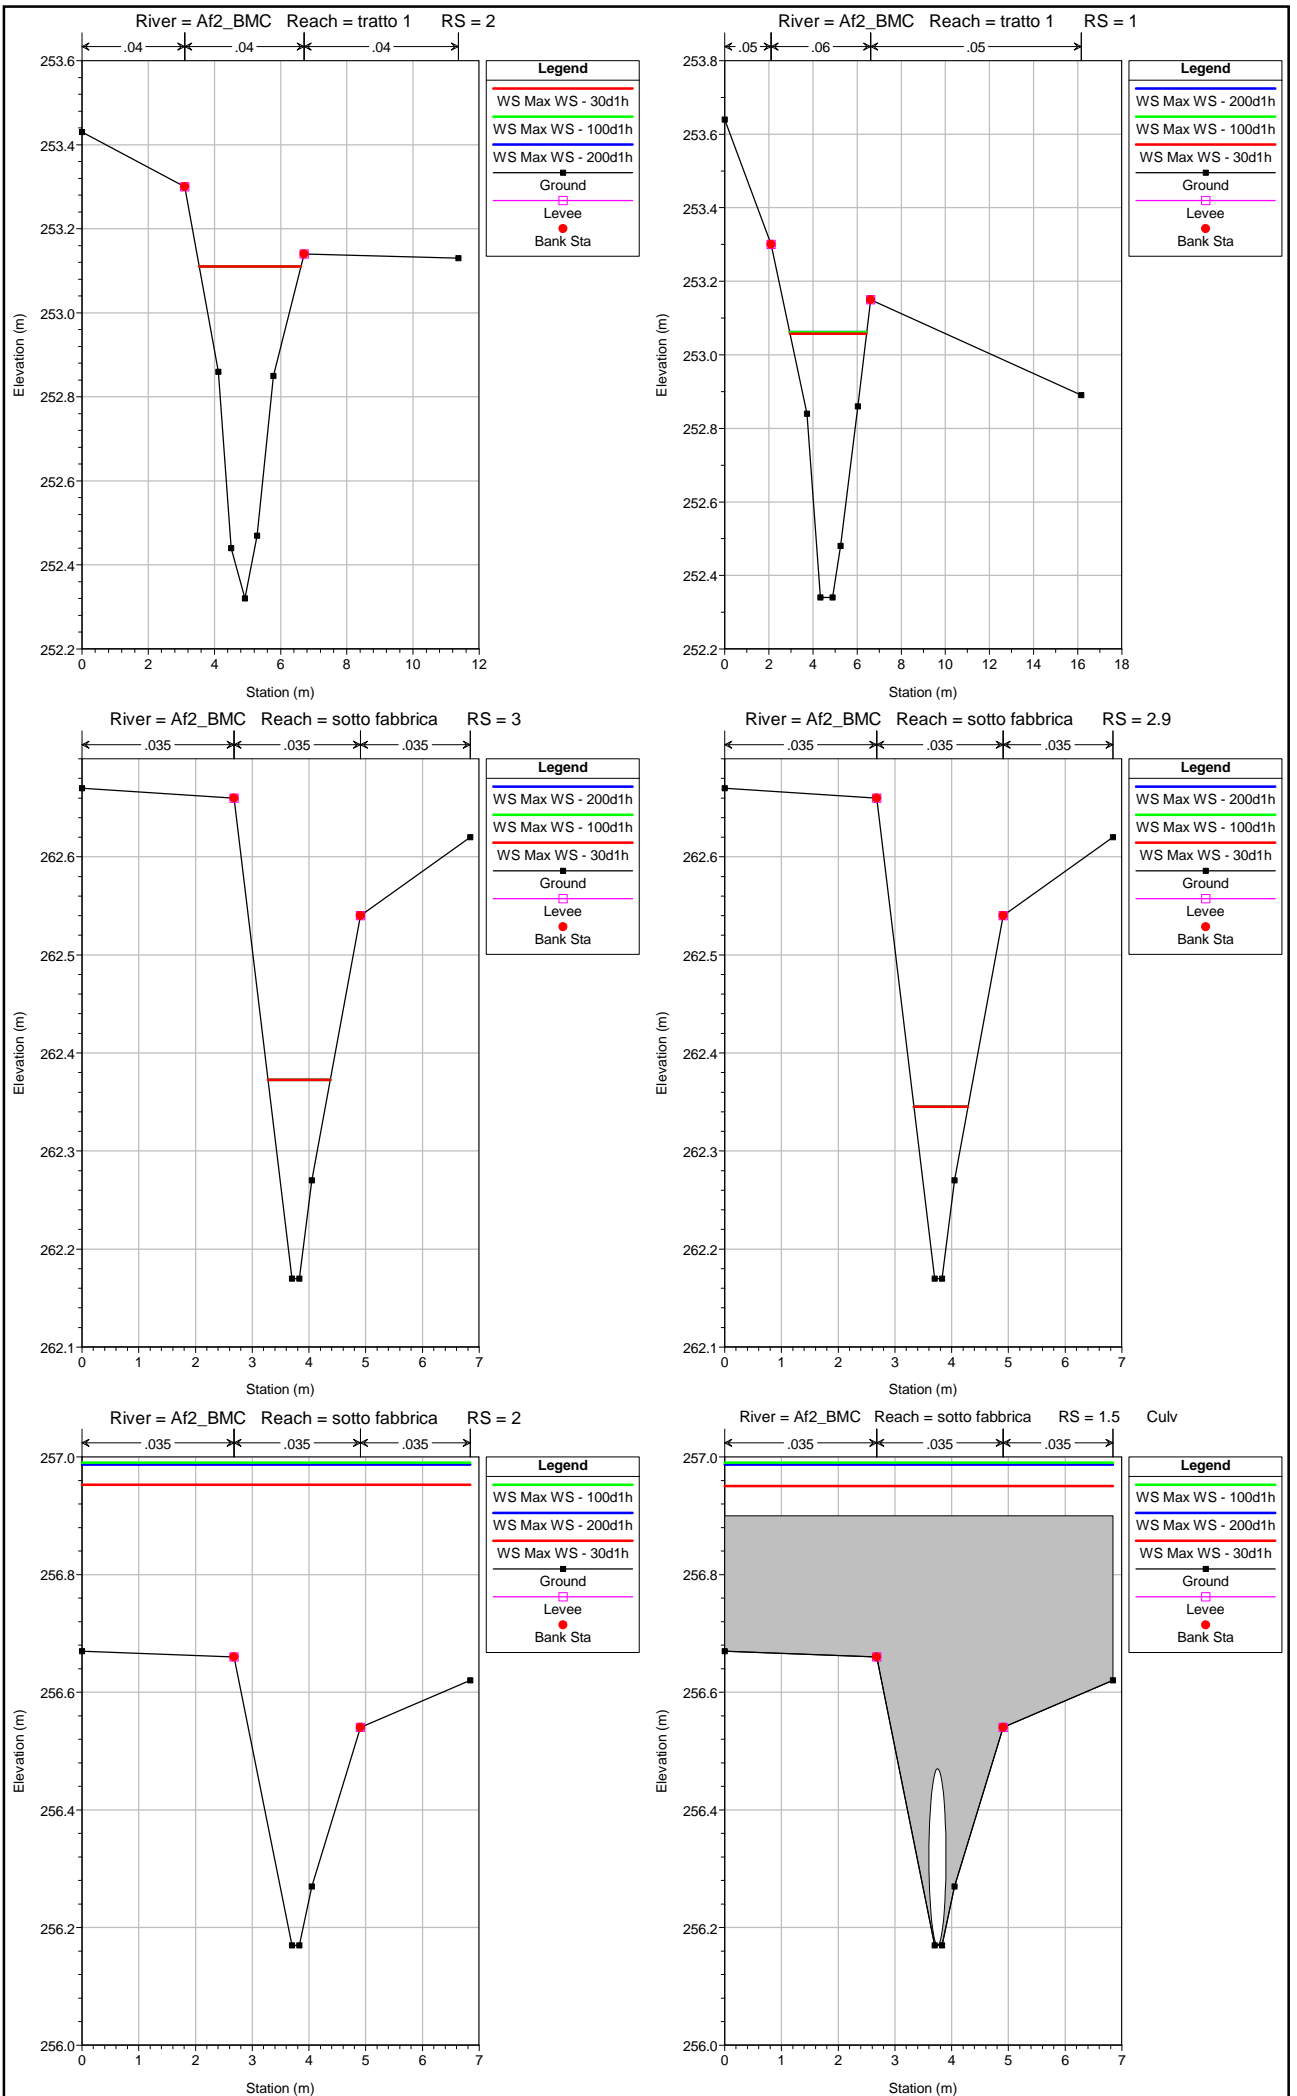 River = Af2_BMC Reach = tratto 1 RS = 2
.04 .04 .04
253.6
253.4
253.2
253.0
252.8
252.6
252.4
252.2
Elevation (m)
0 2 4 6 8 10 12
Station (m)
Legend
WS Max WS - 30d1h
WS Max WS - 100d1h
WS Max WS - 200d1h
Ground
Levee
Bank Sta
River = Af2_BMC Reach = tratto 1 RS = 1
.05 .06 .05
253.8
253.6
253.4
253.2
253.0
252.8
252.6
252.4
252.2
Elevation (m)
0 2 4 6 8 10 12 14 16 18
Station (m)
Legend
WS Max WS - 200d1h
WS Max WS - 100d1h
WS Max WS - 30d1h
Ground
Levee
Bank Sta
River = Af2_BMC Reach = sotto fabbrica RS = 3
.035 .035 .035
262.6
262.5
262.4
262.3
262.2
262.1
Elevation (m)
0 1 2 3 4 5 6 7
Station (m)
Legend
WS Max WS - 200d1h
WS Max WS - 100d1h
WS Max WS - 30d1h
Ground
Levee
Bank Sta
River = Af2_BMC Reach = sotto fabbrica RS = 2.9
.035 .035 .035
262.6
262.5
262.4
262.3
262.2
262.1
Elevation (m)
0 1 2 3 4 5 6 7
Station (m)
Legend
WS Max WS - 200d1h
WS Max WS - 100d1h
WS Max WS - 30d1h
Ground
Levee
Bank Sta
River = Af2_BMC Reach = sotto fabbrica RS = 2
.035 .035 .035
257.0
256.8
256.6
256.4
256.2
256.0
Elevation (m)
0 1 2 3 4 5 6 7
Station (m)
Legend
WS Max WS - 100d1h
WS Max WS - 200d1h
WS Max WS - 30d1h
Ground
Levee
Bank Sta
River = Af2_BMC Reach = sotto fabbrica RS = 1.5 Culv
.035 .035 .035
257.0
256.8
256.6
256.4
256.2
256.0
Elevation (m)
0 1 2 3 4 5 6 7
Station (m)
Legend
WS Max WS - 100d1h
WS Max WS - 200d1h
WS Max WS - 30d1h
Ground
Levee
Bank Sta